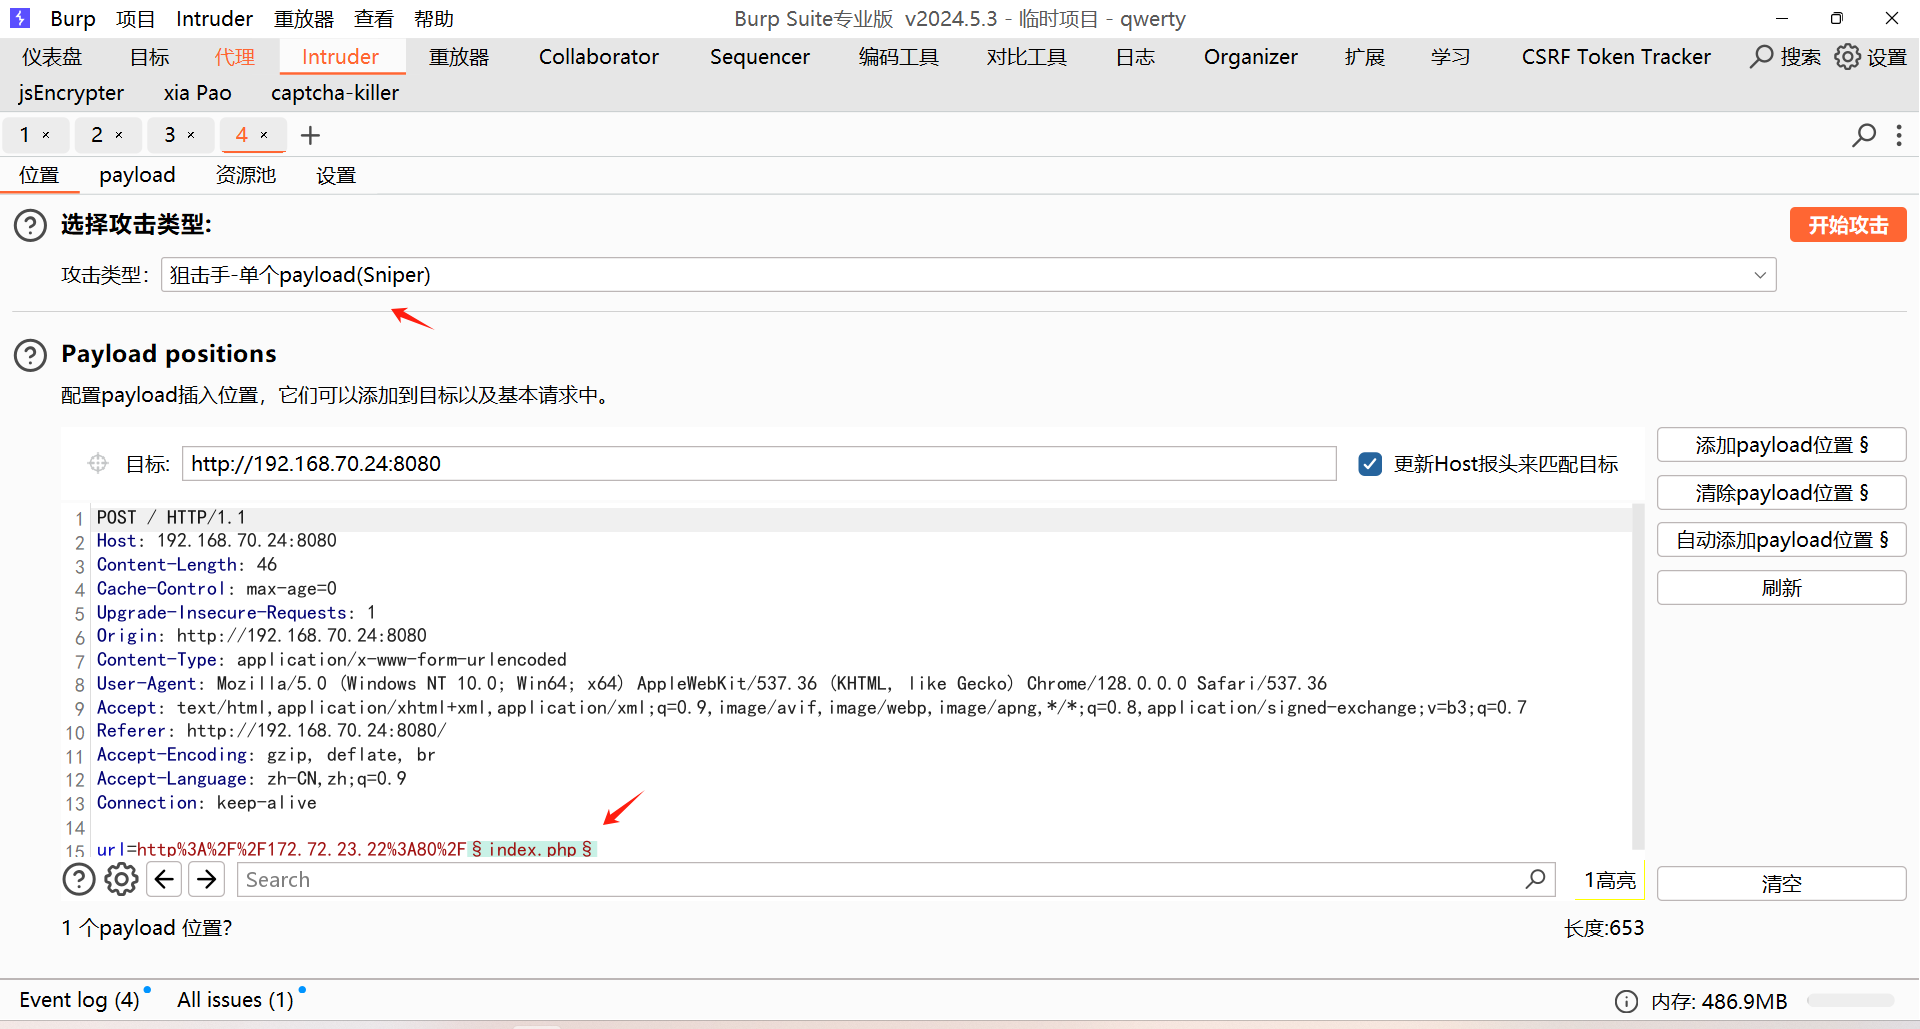 Burp 项目 Intruder 重放器 查看 帮助 Burp Suite专业版 v2024.5.3 - 临时项目 - qwerty
仪表盘 目标 代理 Intruder 重放器 Collaborator Sequencer 编码工具 对比工具 日志 Organizer 扩展 学习 CSRF Token Tracker 搜索 设置
jsEncrypter xia Pao captcha-killer
1 × 2 × 3 × 4 × +
位置 payload 资源池 设置
选择攻击类型: 开始攻击
攻击类型: 狙击手-单个payload(Sniper)
Payload positions
配置payload插入位置，它们可以添加到目标以及基本请求中。
目标: http://192.168.70.24:8080 更新Host报头来匹配目标
添加payload位置 §
清除payload位置 §
自动添加payload位置 §
刷新
1 POST / HTTP/1.1
2 Host: 192.168.70.24:8080
3 Content-Length: 46
4 Cache-Control: max-age=0
5 Upgrade-Insecure-Requests: 1
6 Origin: http://192.168.70.24:8080
7 Content-Type: application/x-www-form-urlencoded
8 User-Agent: Mozilla/5.0 (Windows NT 10.0; Win64; x64) AppleWebKit/537.36 (KHTML, like Gecko) Chrome/128.0.0.0 Safari/537.36
9 Accept: text/html,application/xhtml+xml,application/xml;q=0.9,image/avif,image/webp,image/apng,*/*;q=0.8,application/signed-exchange;v=b3;q=0.7
10 Referer: http://192.168.70.24:8080/
11 Accept-Encoding: gzip, deflate, br
12 Accept-Language: zh-CN,zh;q=0.9
13 Connection: keep-alive
14
15 url=http%3A%2F%2F172.72.23.22%3A80%2F§index.php§
Search 1高亮 清空
1 个payload 位置? 长度:653
Event log (4) All issues (1) 内存: 486.9MB